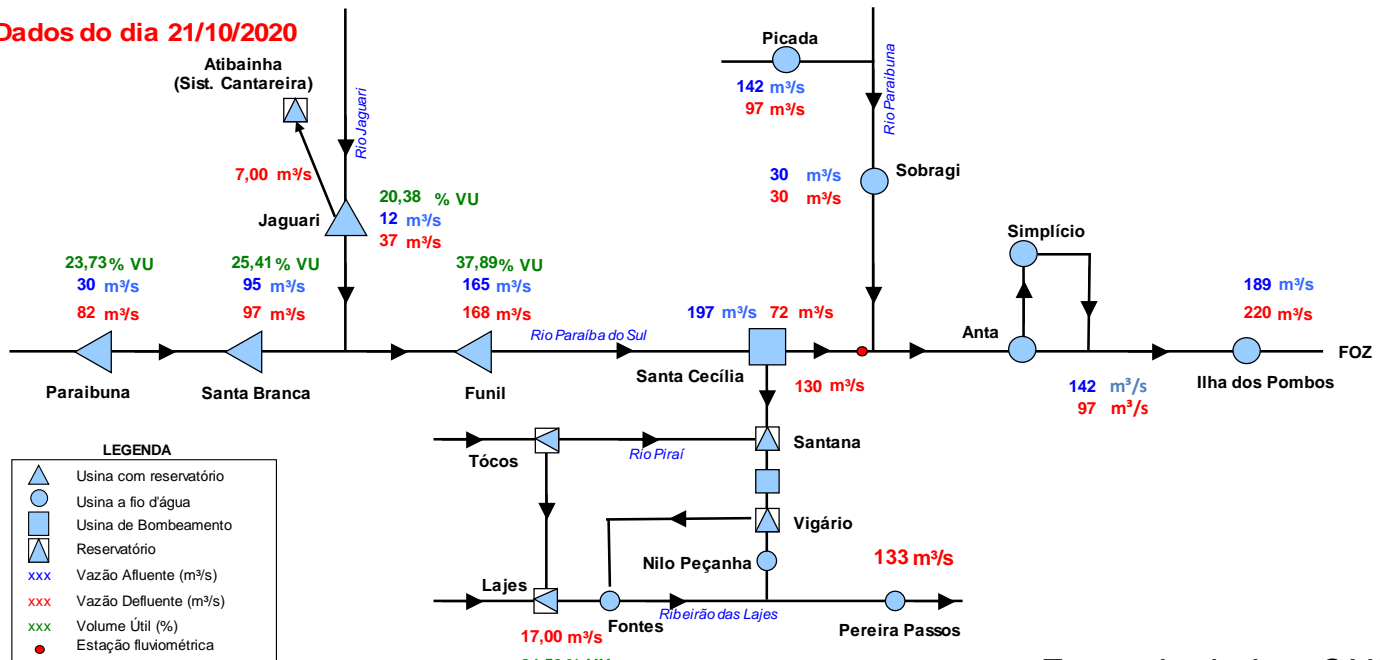 Dados do dia 21/10/2020
Atibainha
(Sist. Cantareira)
Rio Jaguari
7,00 m³/s
Jaguari
20,38 % VU
12 m³/s
37 m³/s
Picada
142 m³/s
97 m³/s
Rio Paraibuna
30 m³/s
30 m³/s
Sobragi
23,73% VU
30 m³/s
82 m³/s
Paraibuna
25,41% VU
95 m³/s
97 m³/s
Santa Branca
37,89% VU
165 m³/s
168 m³/s
Funil
Rio Paraíba do Sul
197 m³/s 72 m³/s
Santa Cecília
130 m³/s
Simplício
Anta
142 m³/s
97 m³/s
189 m³/s
220 m³/s
Ilha dos Pombos
FOZ
Tócos
Rio Piraí
Santana
Vigário
Nilo Peçanha
133 m³/s
Lajes
17,00 m³/s
Fontes
Ribeirão das Lajes
Pereira Passos
LEGENDA
Usina com reservatório
Usina a fio d'água
Usina de Bombeamento
Reservatório
xxx Vazão Afluente (m³/s)
xxx Vazão Defluente (m³/s)
xxx Volume Útil (%)
Estação fluviométrica